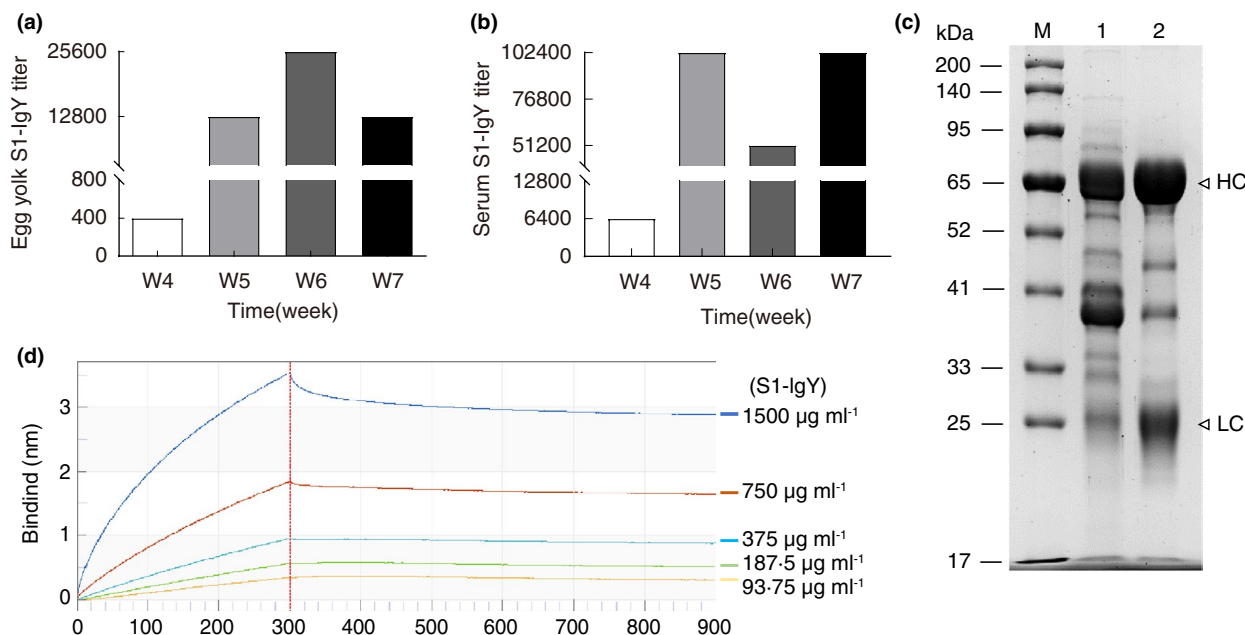 (a)
Egg yolk S1-IgY titer
25600
12800
800
400
0
W4 W5 W6 W7
Time(week)
(b)
Serum S1-IgY titer
102400
76800
51200
12800
6400
0
W4 W5 W6 W7
Time(week)
(c)
kDa M 1 2
200
140
95
65 HC
52
41
33
25 LC
17
(d)
Bindind (nm)
3
2
1
0
0 100 200 300 400 500 600 700 800 900
(S1-IgY)
1500 µg ml⁻¹
750 µg ml⁻¹
375 µg ml⁻¹
187·5 µg ml⁻¹
93·75 µg ml⁻¹